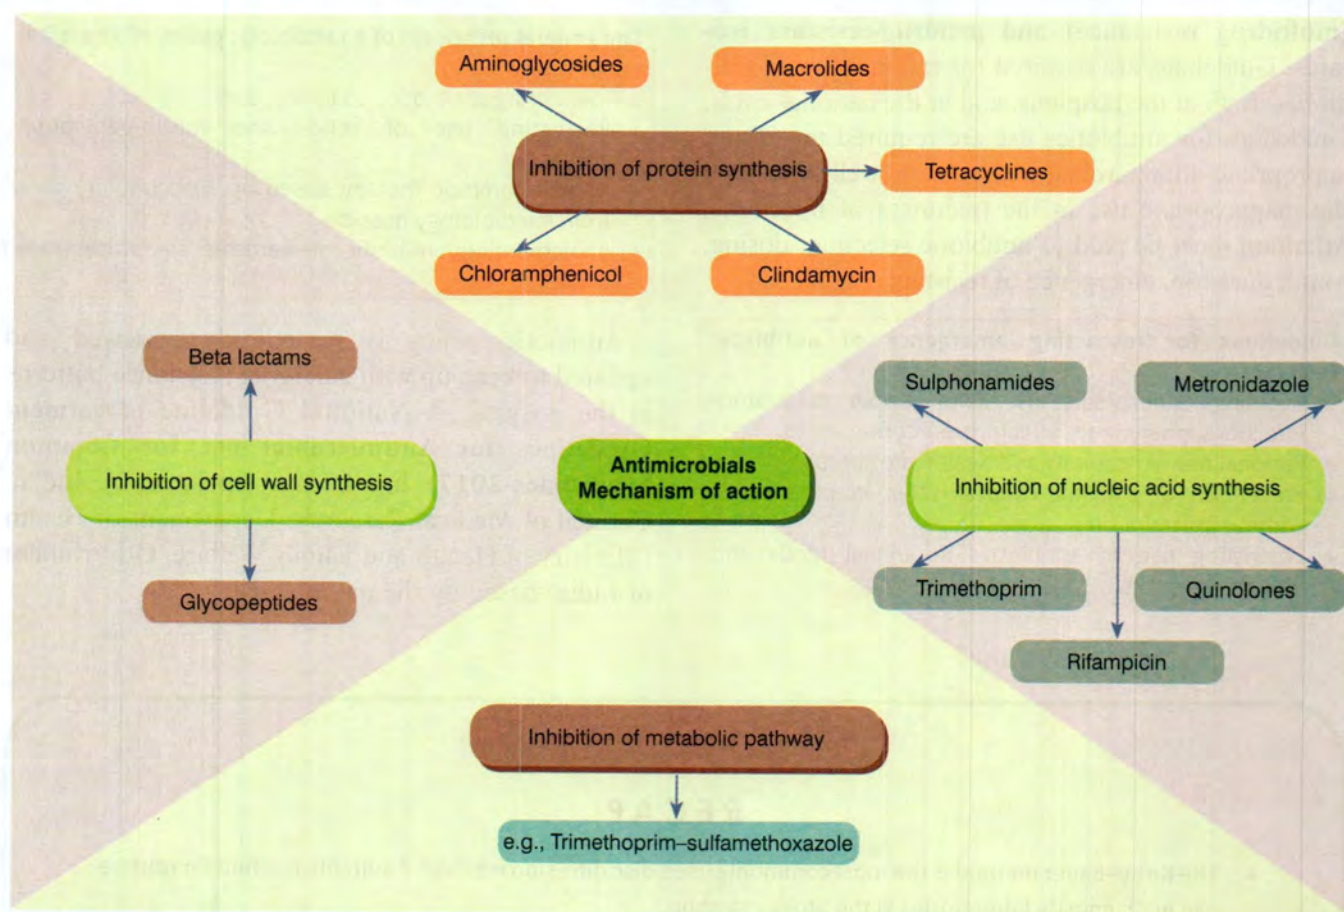 Aminoglycosides
Macrolides
Inhibition of protein synthesis
Tetracyclines
Chloramphenicol
Clindamycin
Beta lactams
Inhibition of cell wall synthesis
Glycopeptides
Antimicrobials
Mechanism of action
Sulphonamides
Metronidazole
Inhibition of nucleic acid synthesis
Trimethoprim
Quinolones
Rifampicin
Inhibition of metabolic pathway
e.g., Trimethoprim–sulfamethoxazole